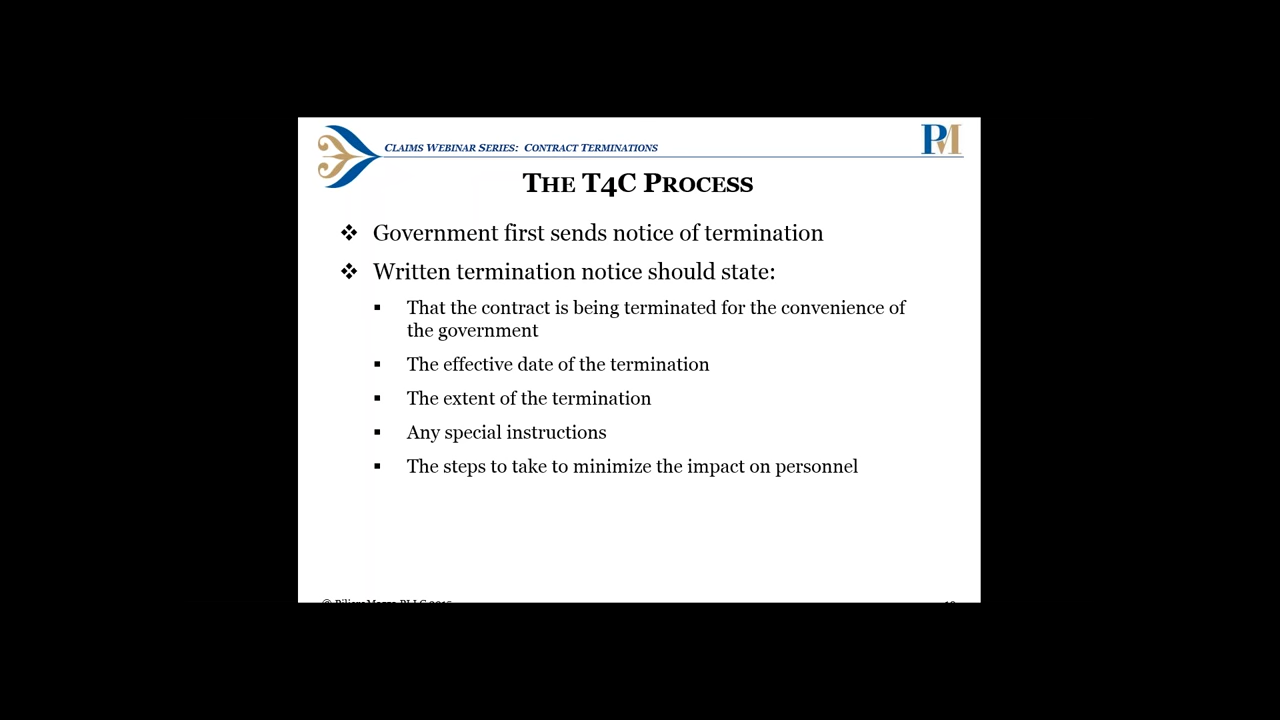 CLAIMS WEBINAR SERIES: CONTRACT TERMINATIONS
PM
THE T4C PROCESS
❖ Government first sends notice of termination
❖ Written termination notice should state:
▪ That the contract is being terminated for the convenience of
the government
▪ The effective date of the termination
▪ The extent of the termination
▪ Any special instructions
▪ The steps to take to minimize the impact on personnel